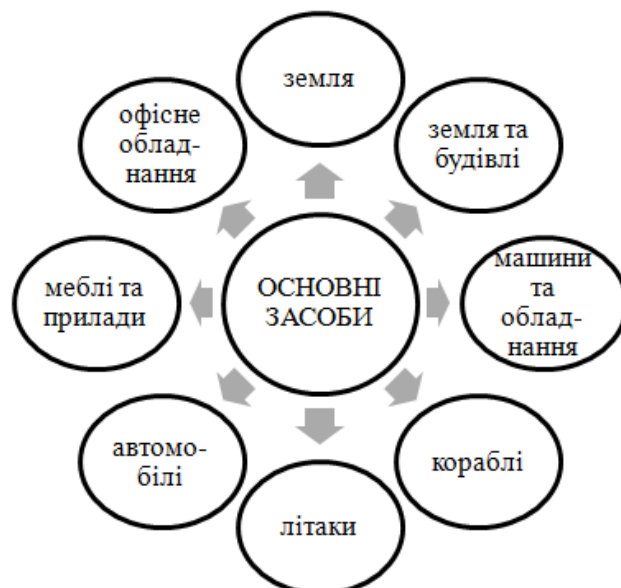 земля
земля та
будівлі
машини
та
облад-
нання
кораблі
літаки
автомо-
білі
меблі та
прилади
офісне
облад-
нання
ОСНОВНІ
ЗАСОБИ